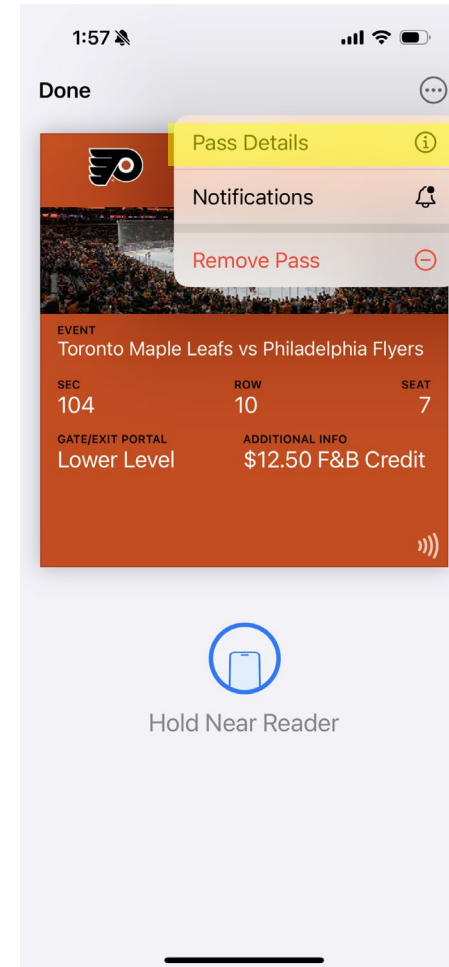 1:57
Done
Pass Details
Notifications
Remove Pass
EVENT
Toronto Maple Leafs vs Philadelphia Flyers
SEC ROW SEAT
104 10 7
GATE/EXIT PORTAL ADDITIONAL INFO
Lower Level $12.50 F&B Credit
Hold Near Reader